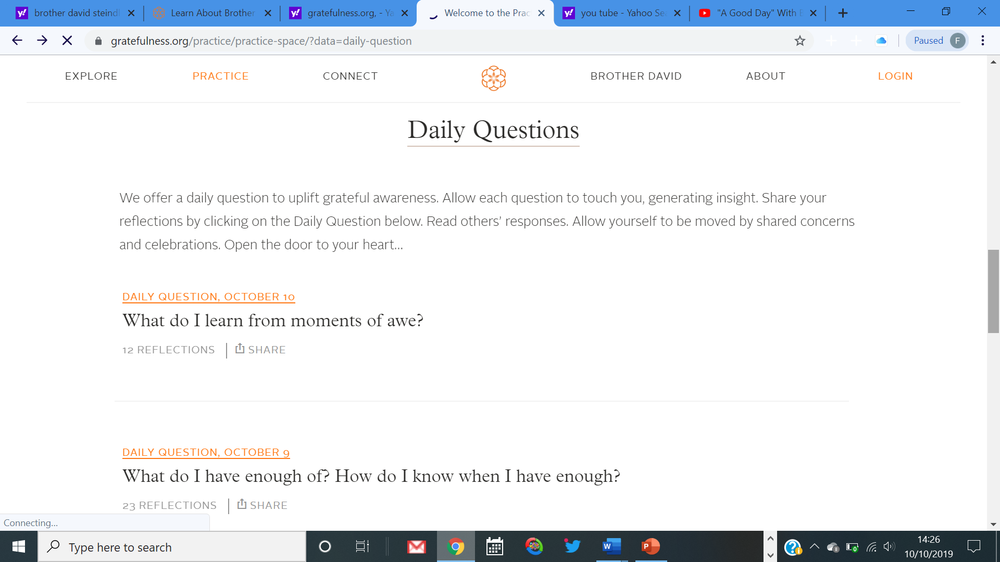 brother david steindl
Learn About Brother
gratefulness.org, - Ya
Welcome to the Prac
you tube - Yahoo Se
"A Good Day" With B
gratefulness.org/practice/practice-space/?data=daily-question
Paused F
EXPLORE PRACTICE CONNECT BROTHER DAVID ABOUT LOGIN
Daily Questions
We offer a daily question to uplift grateful awareness. Allow each question to touch you, generating insight. Share your
reflections by clicking on the Daily Question below. Read others’ responses. Allow yourself to be moved by shared concerns
and celebrations. Open the door to your heart...
DAILY QUESTION, OCTOBER 10
What do I learn from moments of awe?
12 REFLECTIONS | SHARE
DAILY QUESTION, OCTOBER 9
What do I have enough of? How do I know when I have enough?
23 REFLECTIONS | SHARE
Connecting...
Type here to search
14:26
10/10/2019